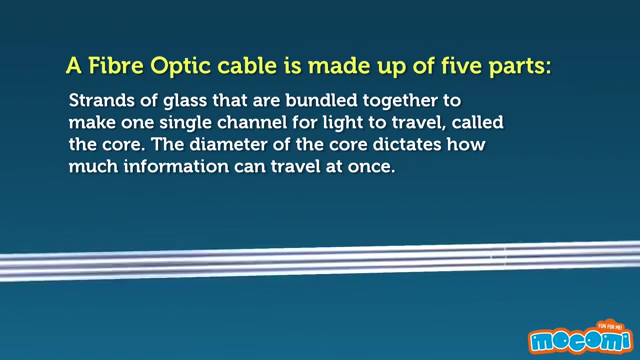 A Fibre Optic cable is made up of five parts:
Strands of glass that are bundled together to
make one single channel for light to travel, called
the core. The diameter of the core dictates how
much information can travel at once.
FUN FOR ME!
mocomi